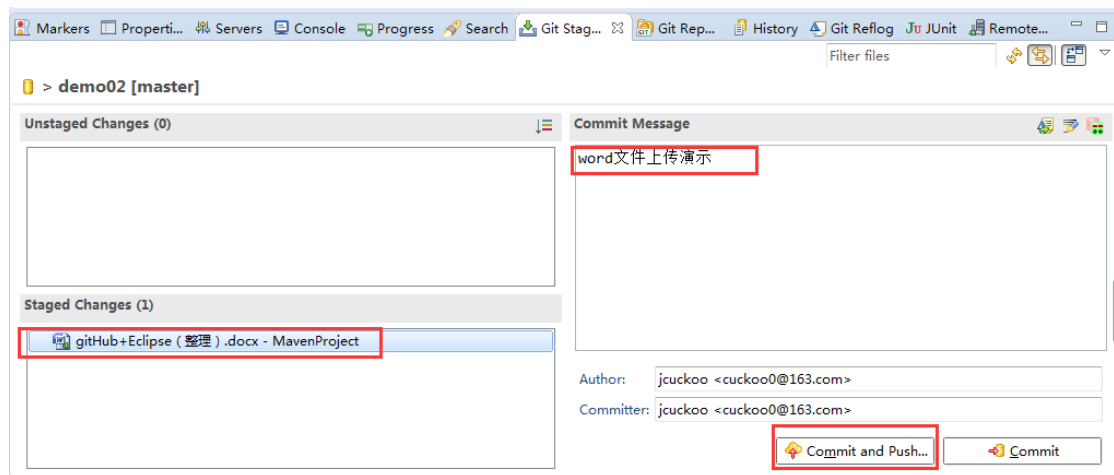 Markers Properti... Servers Console Progress Search Git Stag... Git Rep... History Git Reflog JUnit Remote...
Filter files
> demo02 [master]
Unstaged Changes (0)
Commit Message
word文件上传演示
Staged Changes (1)
gitHub+Eclipse（整理）.docx - MavenProject
Author: jcuckoo <cuckoo0@163.com>
Committer: jcuckoo <cuckoo0@163.com>
Commit and Push... Commit